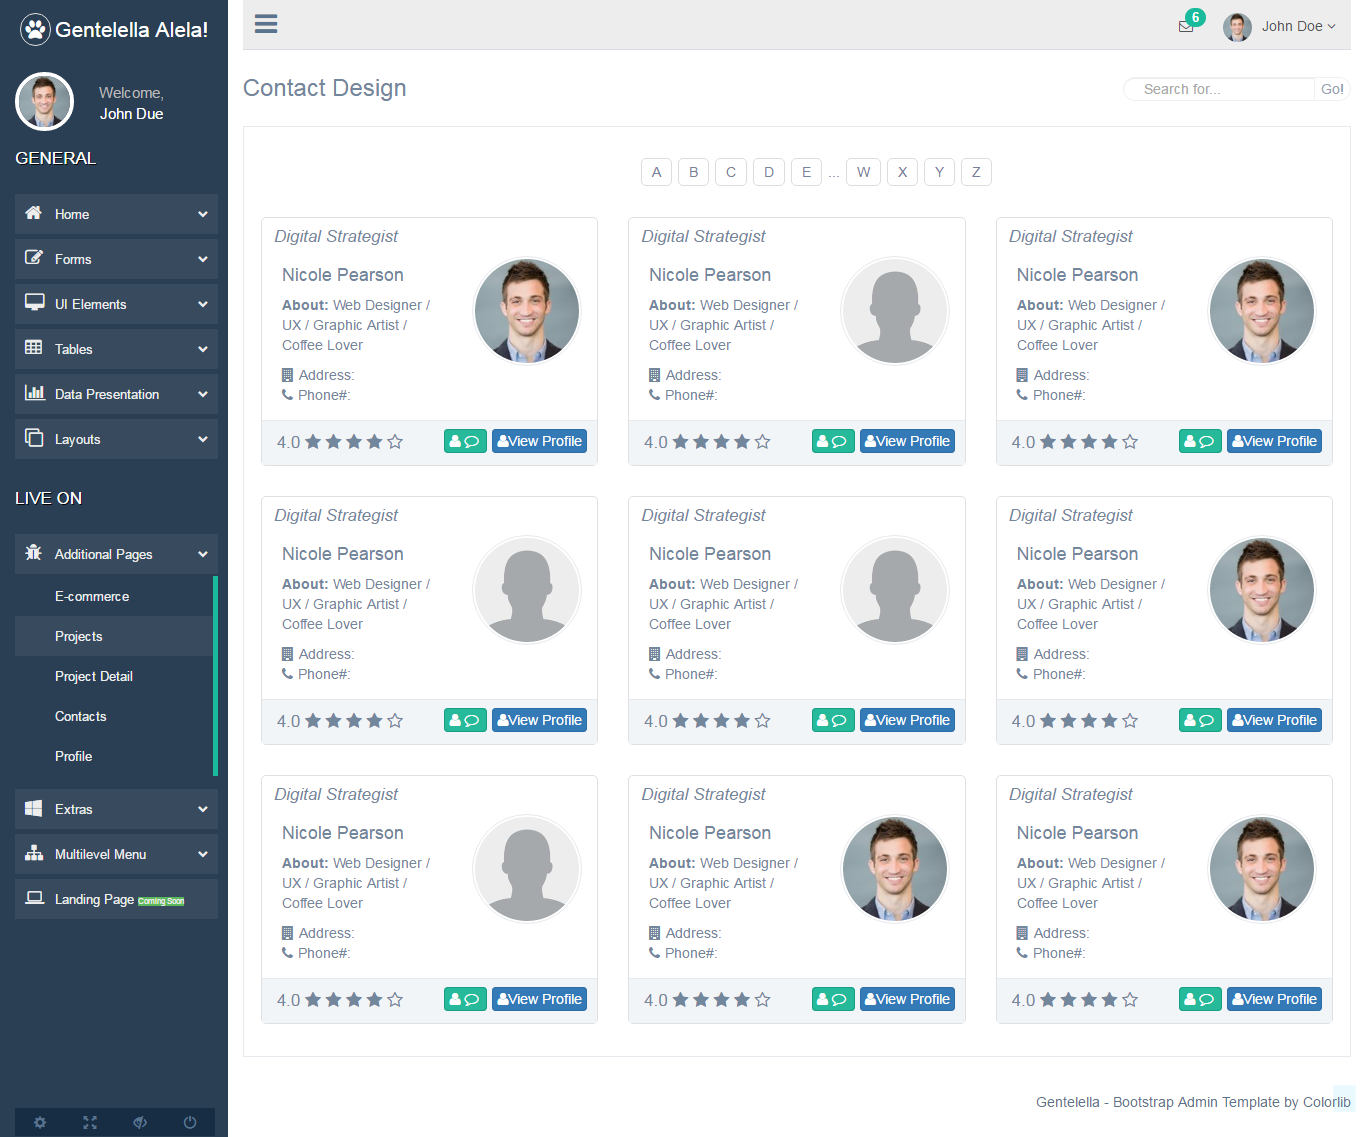 Gentelella Alela!
Welcome,
John Due
GENERAL
Home
Forms
UI Elements
Tables
Data Presentation
Layouts
LIVE ON
Additional Pages
E-commerce
Projects
Project Detail
Contacts
Profile
Extras
Multilevel Menu
Landing Page Coming Soon
6
John Doe
Contact Design
Search for... Go!
A B C D E ... W X Y Z
Digital Strategist
Nicole Pearson
About: Web Designer /
UX / Graphic Artist /
Coffee Lover
Address:
Phone#:
4.0 View Profile
Digital Strategist
Nicole Pearson
About: Web Designer /
UX / Graphic Artist /
Coffee Lover
Address:
Phone#:
4.0 View Profile
Digital Strategist
Nicole Pearson
About: Web Designer /
UX / Graphic Artist /
Coffee Lover
Address:
Phone#:
4.0 View Profile
Digital Strategist
Nicole Pearson
About: Web Designer /
UX / Graphic Artist /
Coffee Lover
Address:
Phone#:
4.0 View Profile
Digital Strategist
Nicole Pearson
About: Web Designer /
UX / Graphic Artist /
Coffee Lover
Address:
Phone#:
4.0 View Profile
Digital Strategist
Nicole Pearson
About: Web Designer /
UX / Graphic Artist /
Coffee Lover
Address:
Phone#:
4.0 View Profile
Digital Strategist
Nicole Pearson
About: Web Designer /
UX / Graphic Artist /
Coffee Lover
Address:
Phone#:
4.0 View Profile
Digital Strategist
Nicole Pearson
About: Web Designer /
UX / Graphic Artist /
Coffee Lover
Address:
Phone#:
4.0 View Profile
Digital Strategist
Nicole Pearson
About: Web Designer /
UX / Graphic Artist /
Coffee Lover
Address:
Phone#:
4.0 View Profile
Gentelella - Bootstrap Admin Template by Colorlib